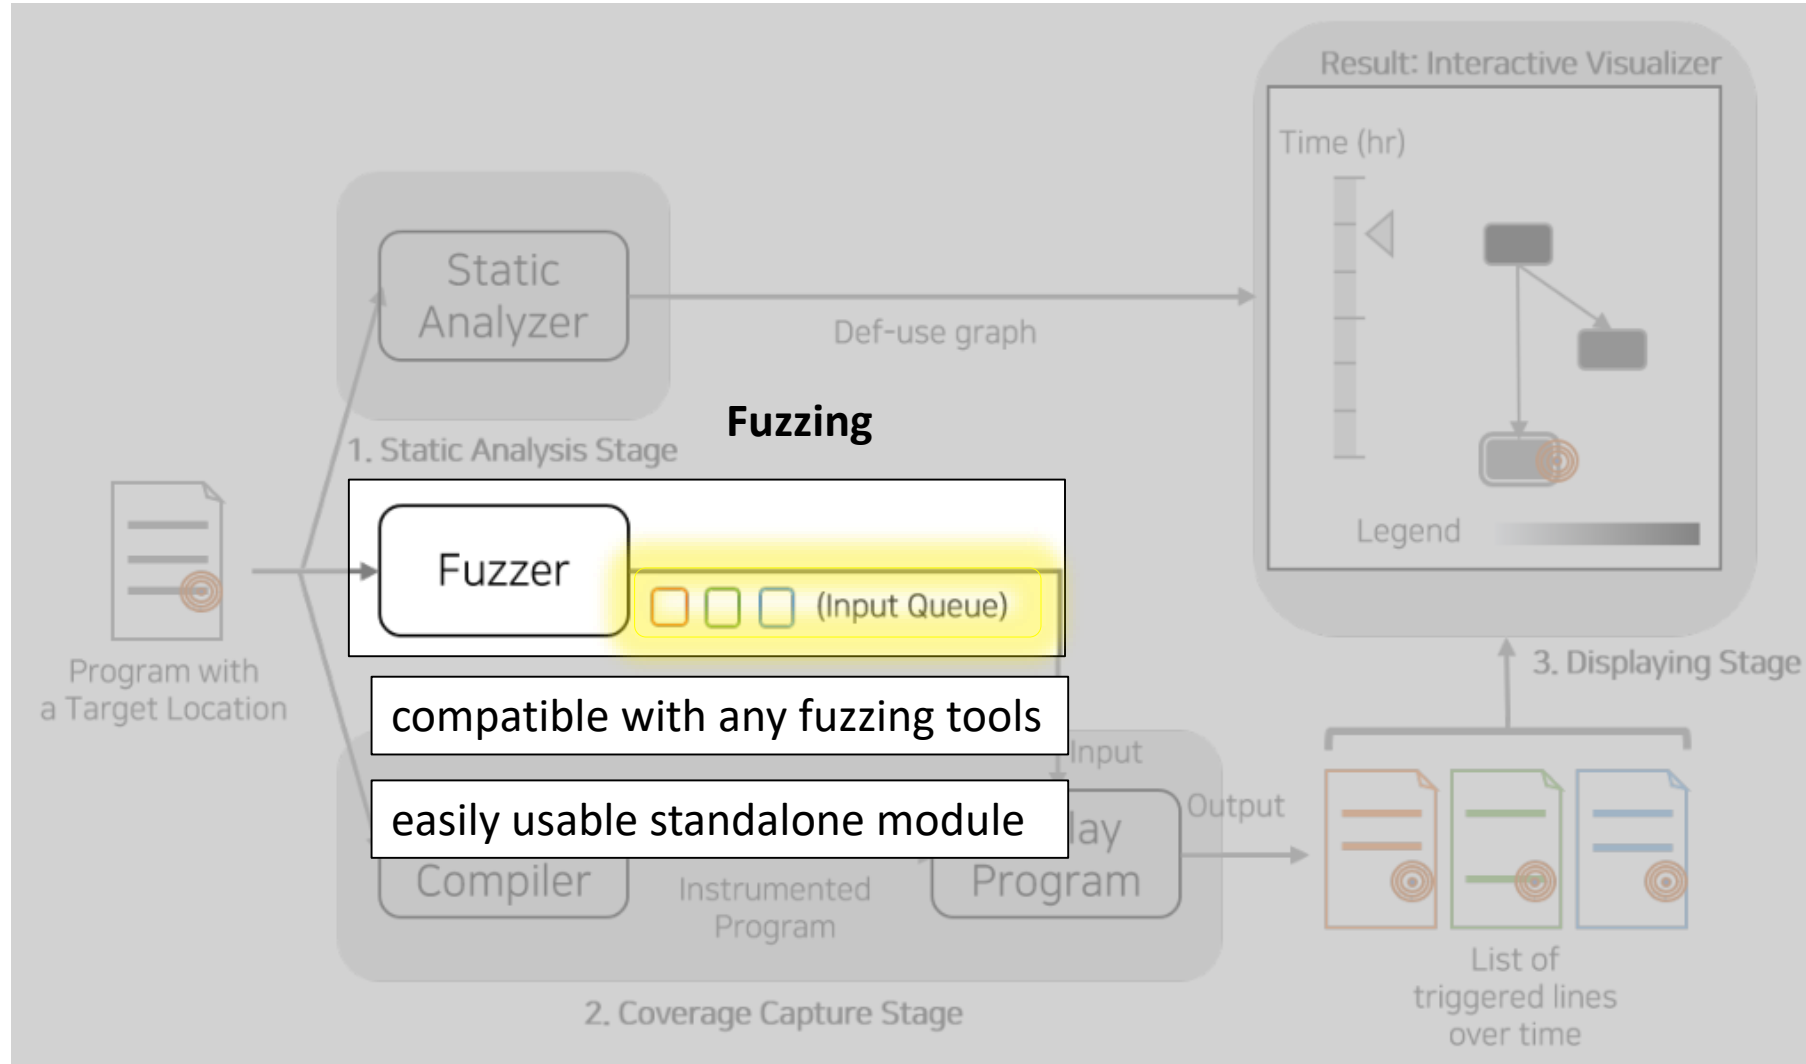 Result: Interactive Visualizer
Time (hr)
Static
Analyzer
Def-use graph
Fuzzing
1. Static Analysis Stage
Legend
Fuzzer
(Input Queue)
Program with
a Target Location
3. Displaying Stage
compatible with any fuzzing tools
Input
easily usable standalone module
lay
Output
Compiler
Instrumented
Program
Program
List of
triggered lines
over time
2. Coverage Capture Stage